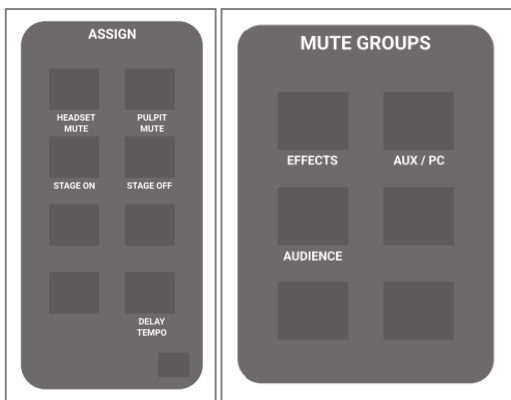 ASSIGN
HEADSET
MUTE
PULPIT
MUTE
STAGE ON
STAGE OFF
DELAY
TEMPO
MUTE GROUPS
EFFECTS
AUX / PC
AUDIENCE